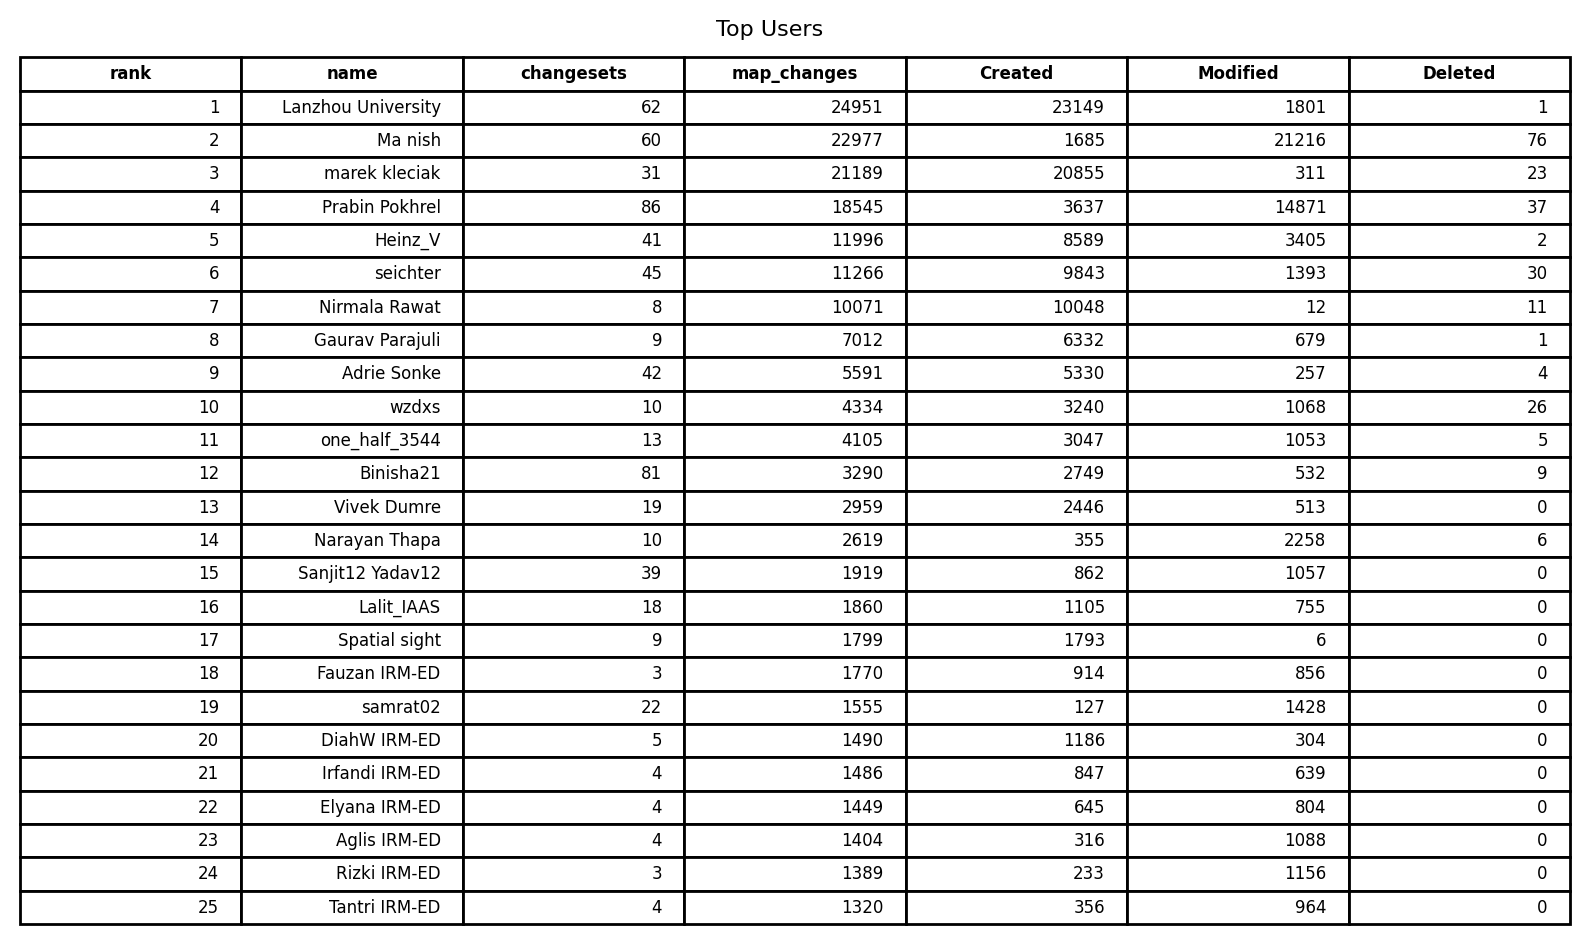 Top Users
rank name changesets map_changes Created Modified Deleted
1 Lanzhou University 62 24951 23149 1801 1
2 Ma nish 60 22977 1685 21216 76
3 marek kleciak 31 21189 20855 311 23
4 Prabin Pokhrel 86 18545 3637 14871 37
5 Heinz_V 41 11996 8589 3405 2
6 seichter 45 11266 9843 1393 30
7 Nirmala Rawat 8 10071 10048 12 11
8 Gaurav Parajuli 9 7012 6332 679 1
9 Adrie Sonke 42 5591 5330 257 4
10 wzdxs 10 4334 3240 1068 26
11 one_half_3544 13 4105 3047 1053 5
12 Binisha21 81 3290 2749 532 9
13 Vivek Dumre 19 2959 2446 513 0
14 Narayan Thapa 10 2619 355 2258 6
15 Sanjit12 Yadav12 39 1919 862 1057 0
16 Lalit_IAAS 18 1860 1105 755 0
17 Spatial sight 9 1799 1793 6 0
18 Fauzan IRM-ED 3 1770 914 856 0
19 samrat02 22 1555 127 1428 0
20 DiahW IRM-ED 5 1490 1186 304 0
21 Irfandi IRM-ED 4 1486 847 639 0
22 Elyana IRM-ED 4 1449 645 804 0
23 Aglis IRM-ED 4 1404 316 1088 0
24 Rizki IRM-ED 3 1389 233 1156 0
25 Tantri IRM-ED 4 1320 356 964 0